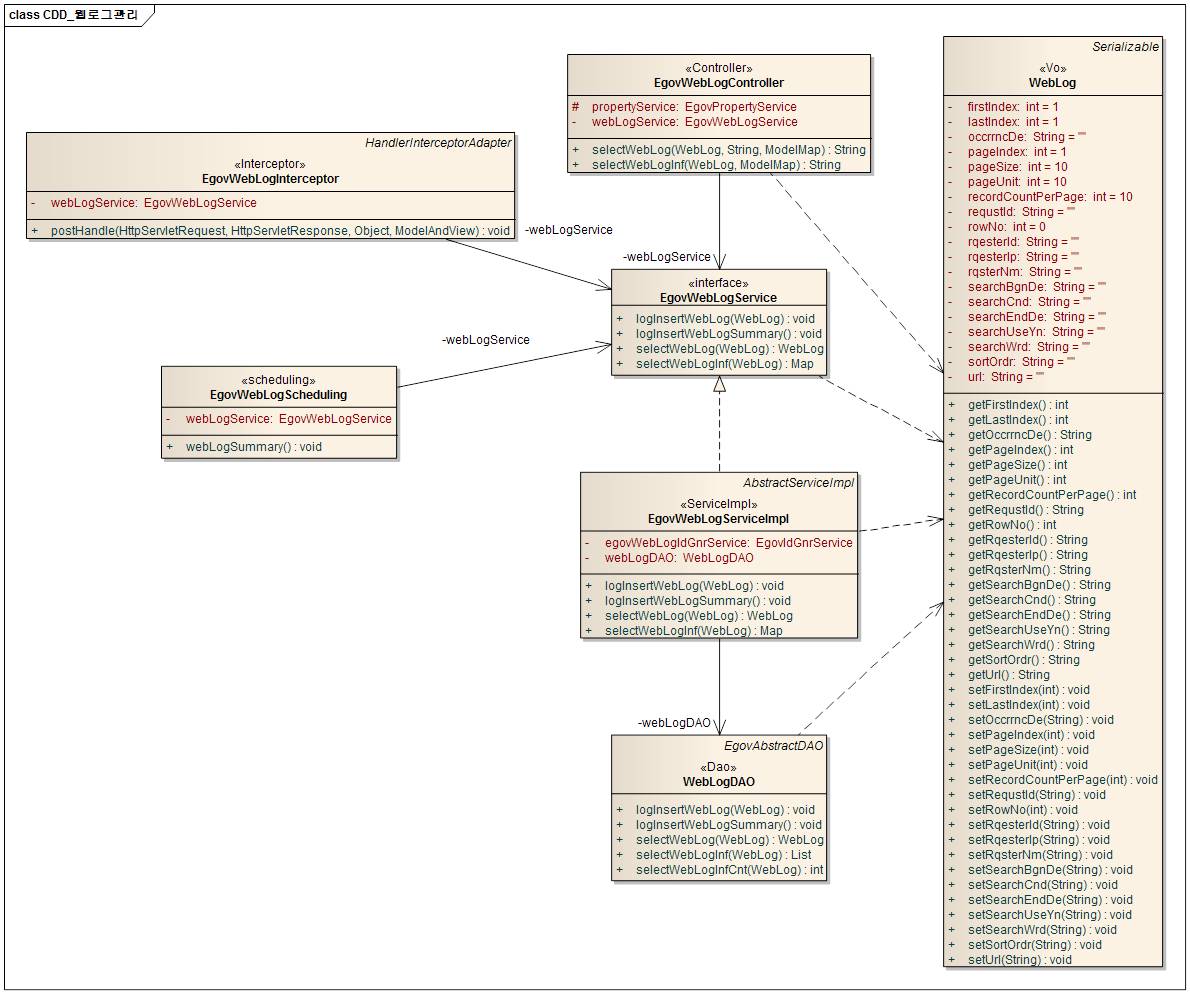 class CDD_웹로그관리
HandlerInterceptorAdapter
«Interceptor»
EgovWebLogInterceptor
- webLogService: EgovWebLogService
+ postHandle(HttpServletRequest, HttpServletResponse, Object, ModelAndView) : void
-webLogService
«Controller»
EgovWebLogController
# propertyService: EgovPropertyService
- webLogService: EgovWebLogService
+ selectWebLog(WebLog, String, ModelMap) : String
+ selectWebLogInf(WebLog, ModelMap) : String
-webLogService
«interface»
EgovWebLogService
+ logInsertWebLog(WebLog) : void
+ logInsertWebLogSummary() : void
+ selectWebLog(WebLog) : WebLog
+ selectWebLogInf(WebLog) : Map
-webLogService
«scheduling»
EgovWebLogScheduling
- webLogService: EgovWebLogService
+ webLogSummary() : void
AbstractServiceImpl
«ServiceImpl»
EgovWebLogServiceImpl
- egovWebLogIdGnrService: EgovIdGnrService
- webLogDAO: WebLogDAO
+ logInsertWebLog(WebLog) : void
+ logInsertWebLogSummary() : void
+ selectWebLog(WebLog) : WebLog
+ selectWebLogInf(WebLog) : Map
-webLogDAO
EgovAbstractDAO
«Dao»
WebLogDAO
+ logInsertWebLog(WebLog) : void
+ logInsertWebLogSummary() : void
+ selectWebLog(WebLog) : WebLog
+ selectWebLogInf(WebLog) : List
+ selectWebLogInfCnt(WebLog) : int
Serializable
«Vo»
WebLog
- firstIndex: int = 1
- lastIndex: int = 1
- occrrncDe: String = ""
- pageIndex: int = 1
- pageSize: int = 10
- pageUnit: int = 10
- recordCountPerPage: int = 10
- requstId: String = ""
- rowNo: int = 0
- rqesterId: String = ""
- rqesterIp: String = ""
- rqsterNm: String = ""
- searchBgnDe: String = ""
- searchCnd: String = ""
- searchEndDe: String = ""
- searchUseYn: String = ""
- searchWrd: String = ""
- sortOrdr: String = ""
- url: String = ""
+ getFirstIndex() : int
+ getLastIndex() : int
+ getOccrrncDe() : String
+ getPageIndex() : int
+ getPageSize() : int
+ getPageUnit() : int
+ getRecordCountPerPage() : int
+ getRequstId() : String
+ getRowNo() : int
+ getRqesterId() : String
+ getRqesterIp() : String
+ getRqsterNm() : String
+ getSearchBgnDe() : String
+ getSearchCnd() : String
+ getSearchEndDe() : String
+ getSearchUseYn() : String
+ getSearchWrd() : String
+ getSortOrdr() : String
+ getUrl() : String
+ setFirstIndex(int) : void
+ setLastIndex(int) : void
+ setOccrrncDe(String) : void
+ setPageIndex(int) : void
+ setPageSize(int) : void
+ setPageUnit(int) : void
+ setRecordCountPerPage(int) : void
+ setRequstId(String) : void
+ setRowNo(int) : void
+ setRqesterId(String) : void
+ setRqesterIp(String) : void
+ setRqsterNm(String) : void
+ setSearchBgnDe(String) : void
+ setSearchCnd(String) : void
+ setSearchEndDe(String) : void
+ setSearchUseYn(String) : void
+ setSearchWrd(String) : void
+ setSortOrdr(String) : void
+ setUrl(String) : void